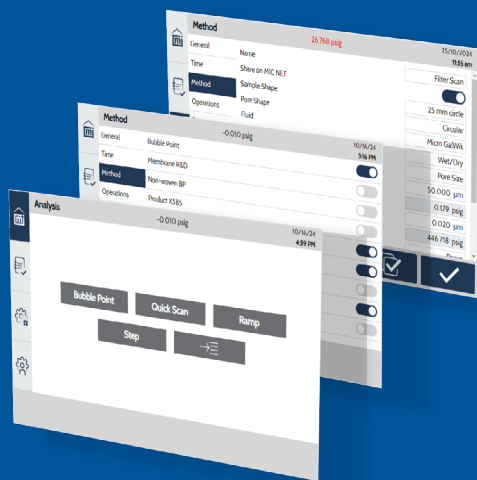 Method
26.768 psig
25/10/2024
11:55 am
General
Time
Method
Operations
Name
Filter Scan
Share on MIC NET
Sample Shape
25 mm circle
Pore Shape
Circular
Fluid
Micro GalWik
Wet/Dry
Pore Size
50.000 µm
0.179 psig
0.020 µm
446.718 psig
Method
-0.010 psig
10/16/24
5:16 PM
General
Time
Method
Operations
Bubble Point
Membrane R&D
Non-woven BP
Product X585
Analysis
-0.010 psig
10/16/24
4:59 PM
Bubble Point
Quick Scan
Ramp
Step